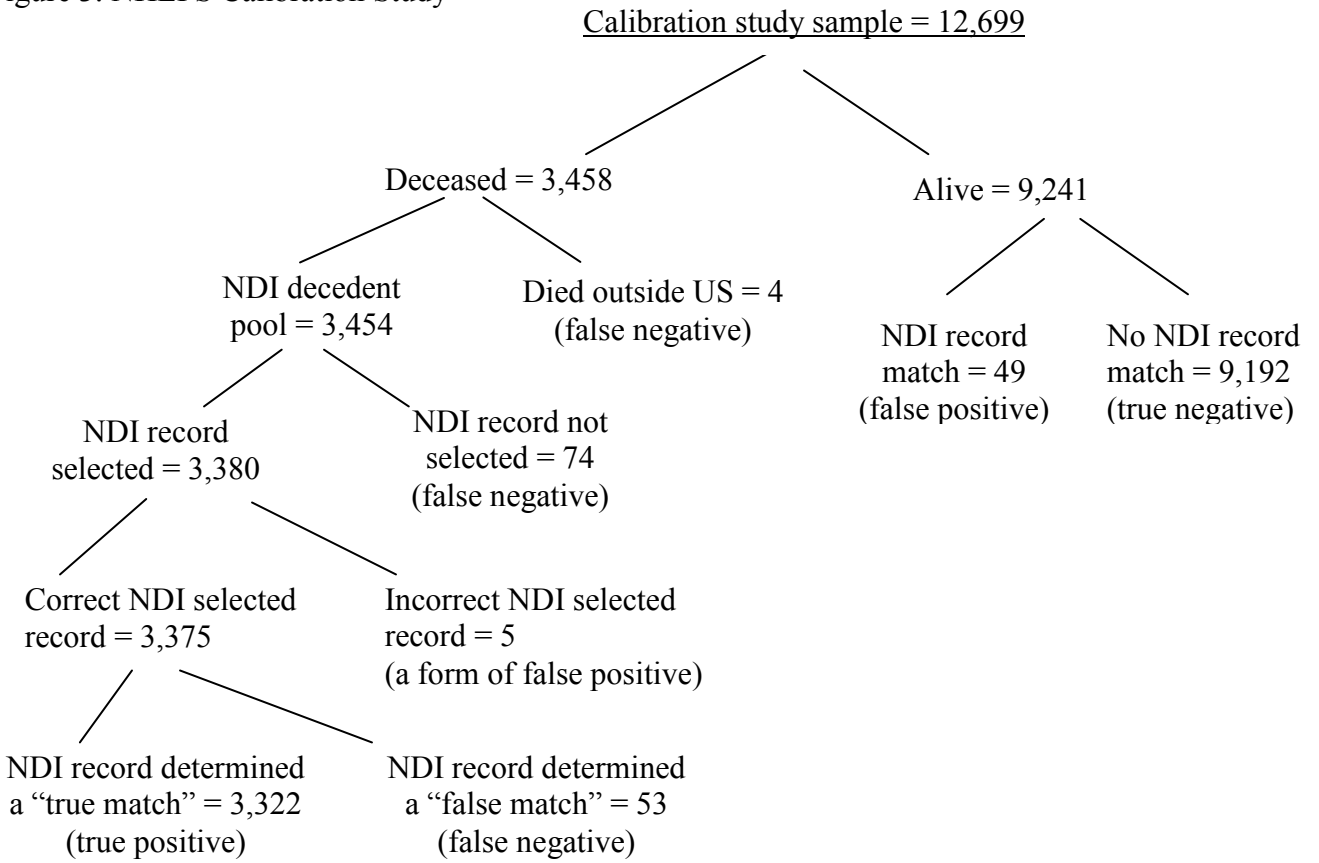 NHEFS Calibration Study
Calibration study sample = 12,699
Deceased = 3,458
Alive = 9,241
NDI decedent
pool = 3,454
Died outside US = 4
(false negative)
NDI record
match = 49
(false positive)
No NDI record
match = 9,192
(true negative)
NDI record
selected = 3,380
NDI record not
selected = 74
(false negative)
Correct NDI selected
record = 3,375
Incorrect NDI selected
record = 5
(a form of false positive)
NDI record determined
a “true match” = 3,322
(true positive)
NDI record determined
a “false match” = 53
(false negative)